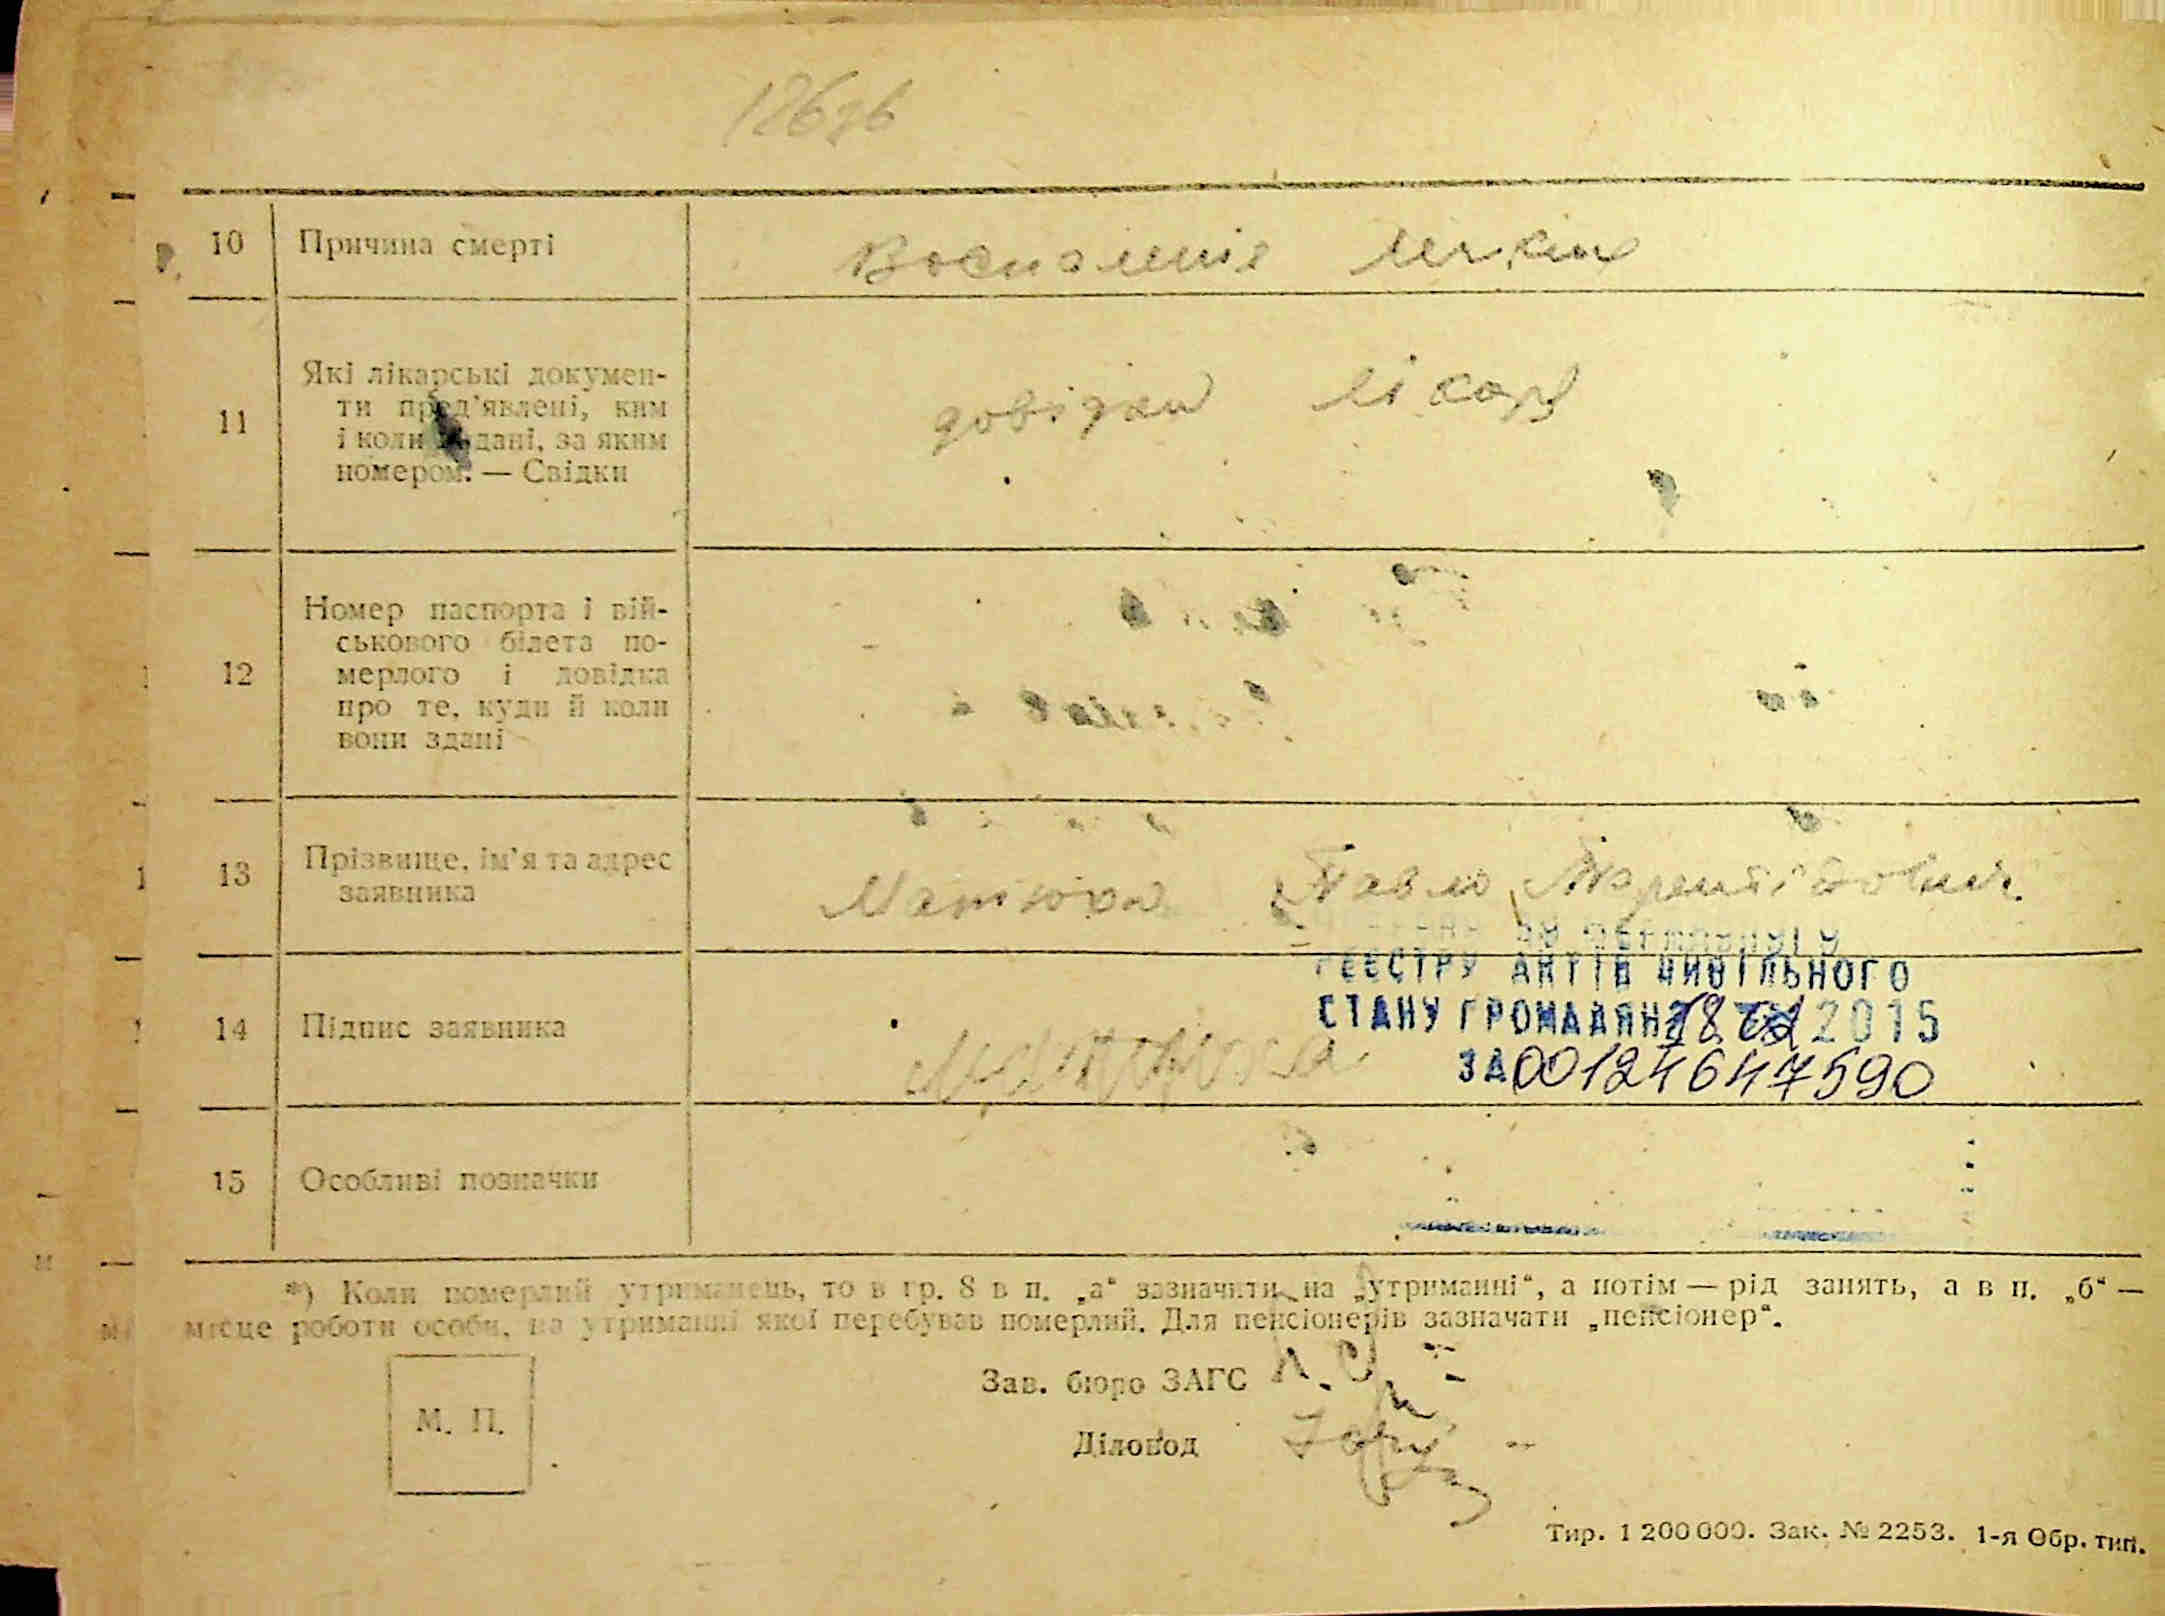 10 Причина смерті Воспаленіе легких
11 Які лікарські докумен-
ти пред'явлені, ким
і коли видані, за яким
номером. — Свідки
довідка лікаря
12 Номер паспорта і вій-
ськового білета по-
мерлого і довідка
про те, куди й коли
вони здані
13 Прізвище, ім'я та адрес
заявника
Матюха Павло
до державного
РЕЄСТРУ АКТІВ ЦИВІЛЬНОГО
СТАНУ ГРОМАДЯН 2015
14 Підпис заявника
ЗА 00124647590
15 Особливі позначки
*) Коли померлий утриманець, то в гр. 8 в п. „а“ зазначити „на утриманні“, а потім — рід занять, а в п. „б“ —
місце роботи особи, на утриманні якої перебував померлий. Для пенсіонерів зазначати „пенсіонер“.
Зав. бюро ЗАГС
М. П.
Діловод
Тир. 1 200 000. Зак. № 2253. 1-я Обр. тип.